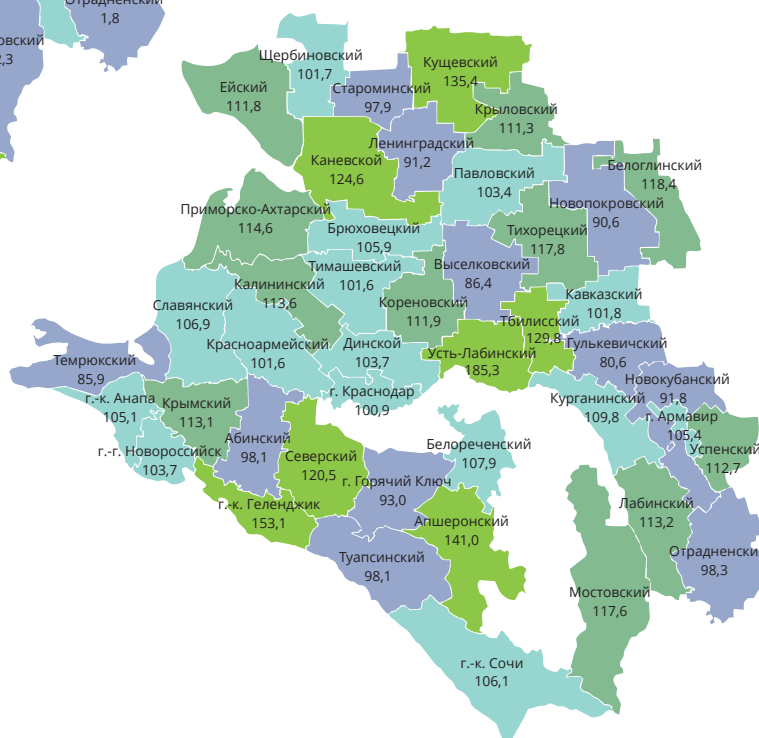 Отрадненский
1,8
Щербиновский
101,7
Кущевский
135,4
Ейский
111,8
Староминский
97,9
Крыловский
111,3
Ленинградский
91,2
Каневской
124,6
Павловский
103,4
Белоглинский
118,4
Новопокровский
90,6
Приморско-Ахтарский
114,6
Брюховецкий
105,9
Тихорецкий
117,8
Тимашевский
101,6
Выселковский
86,4
Калининский
113,6
Славянский
106,9
Кореновский
111,9
Кавказский
101,8
Тбилисский
129,8
Красноармейский
101,6
Динской
103,7
Усть-Лабинский
185,3
Гулькевичский
80,6
Темрюкский
85,9
Новокубанский
91,8
г. Краснодар
100,9
г.-к. Анапа
105,1
Крымский
113,1
Курганинский
109,8
г. Армавир
105,4
Абинский
98,1
Белореченский
107,9
Успенский
112,7
г.-г. Новороссийск
103,7
Северский
120,5
г. Горячий Ключ
93,0
г.-к. Геленджик
153,1
Лабинский
113,2
Апшеронский
141,0
Отрадненски
98,3
Туапсинский
98,1
Мостовский
117,6
г.-к. Сочи
106,1